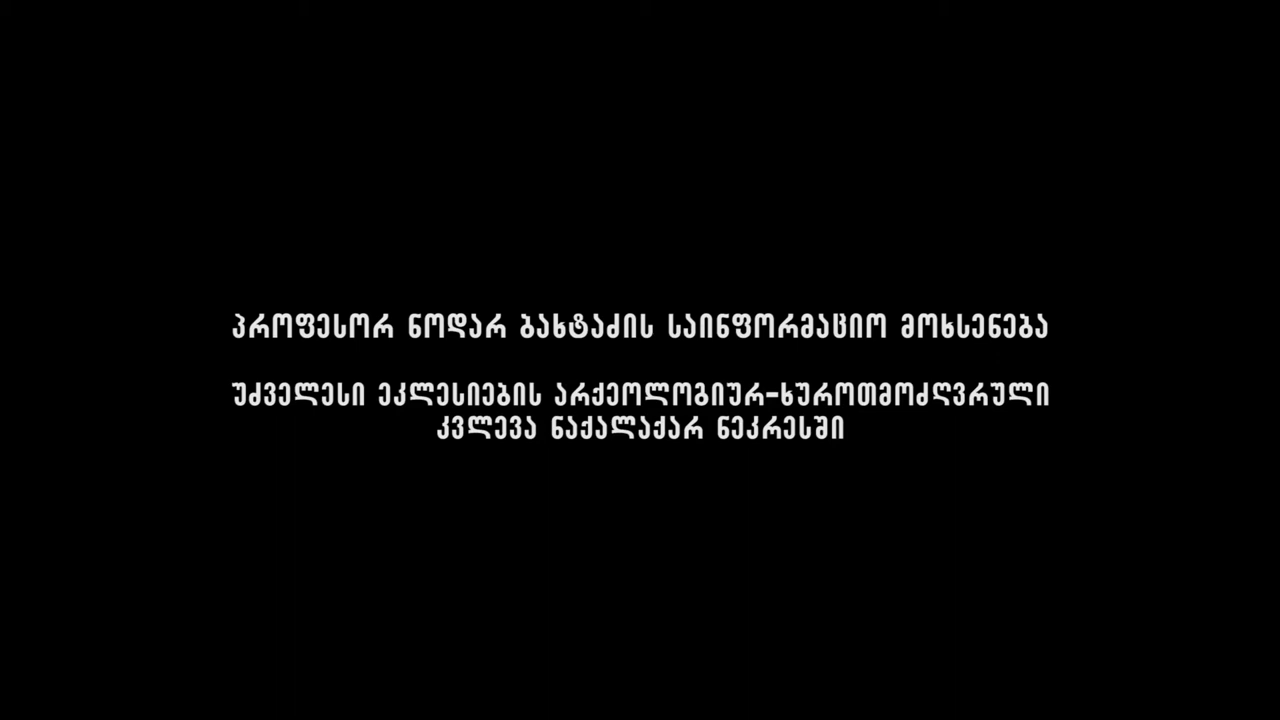 პროფესორ ნოდარ ბახტაძის საინფორმაციო მოხსენება
უძველესი ეკლესიების არქეოლოგიურ-ხუროთმოძღვრული
კვლევა ნაქალაქარ ნეკრესში